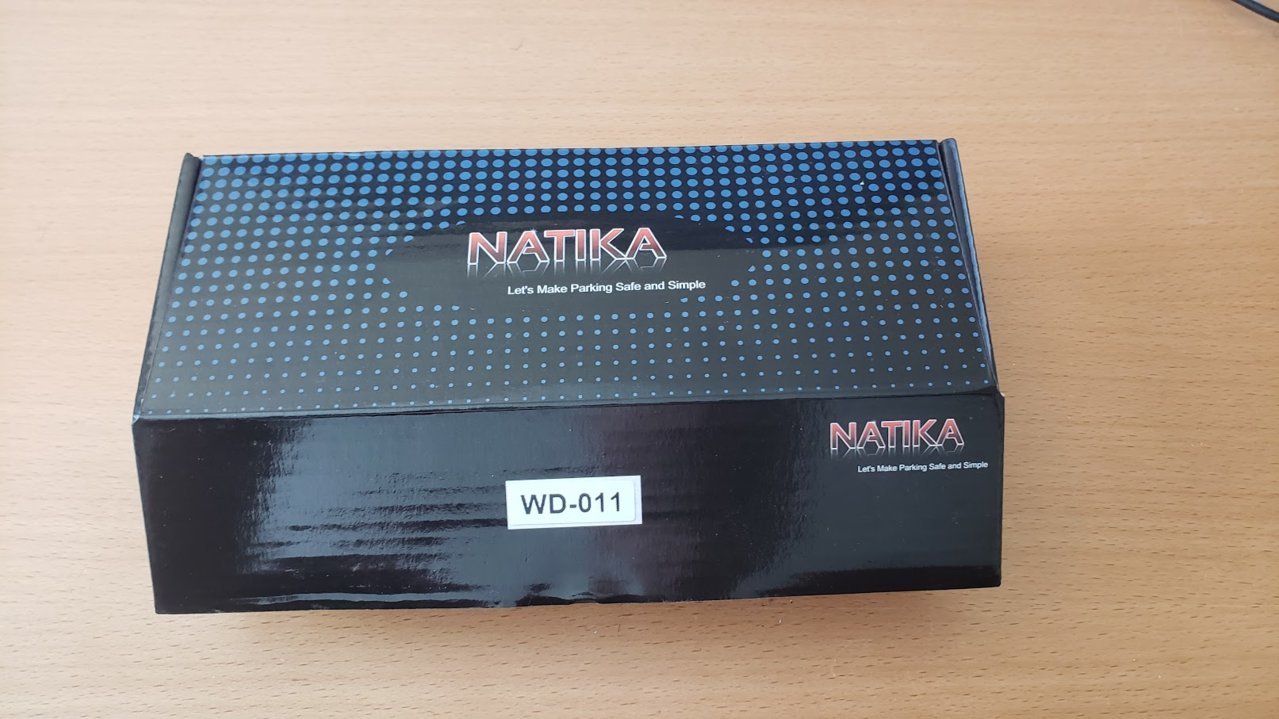 NATIKA
Let's Make Parking Safe and Simple
NATIKA
Let's Make Parking Safe and Simple
WD-011